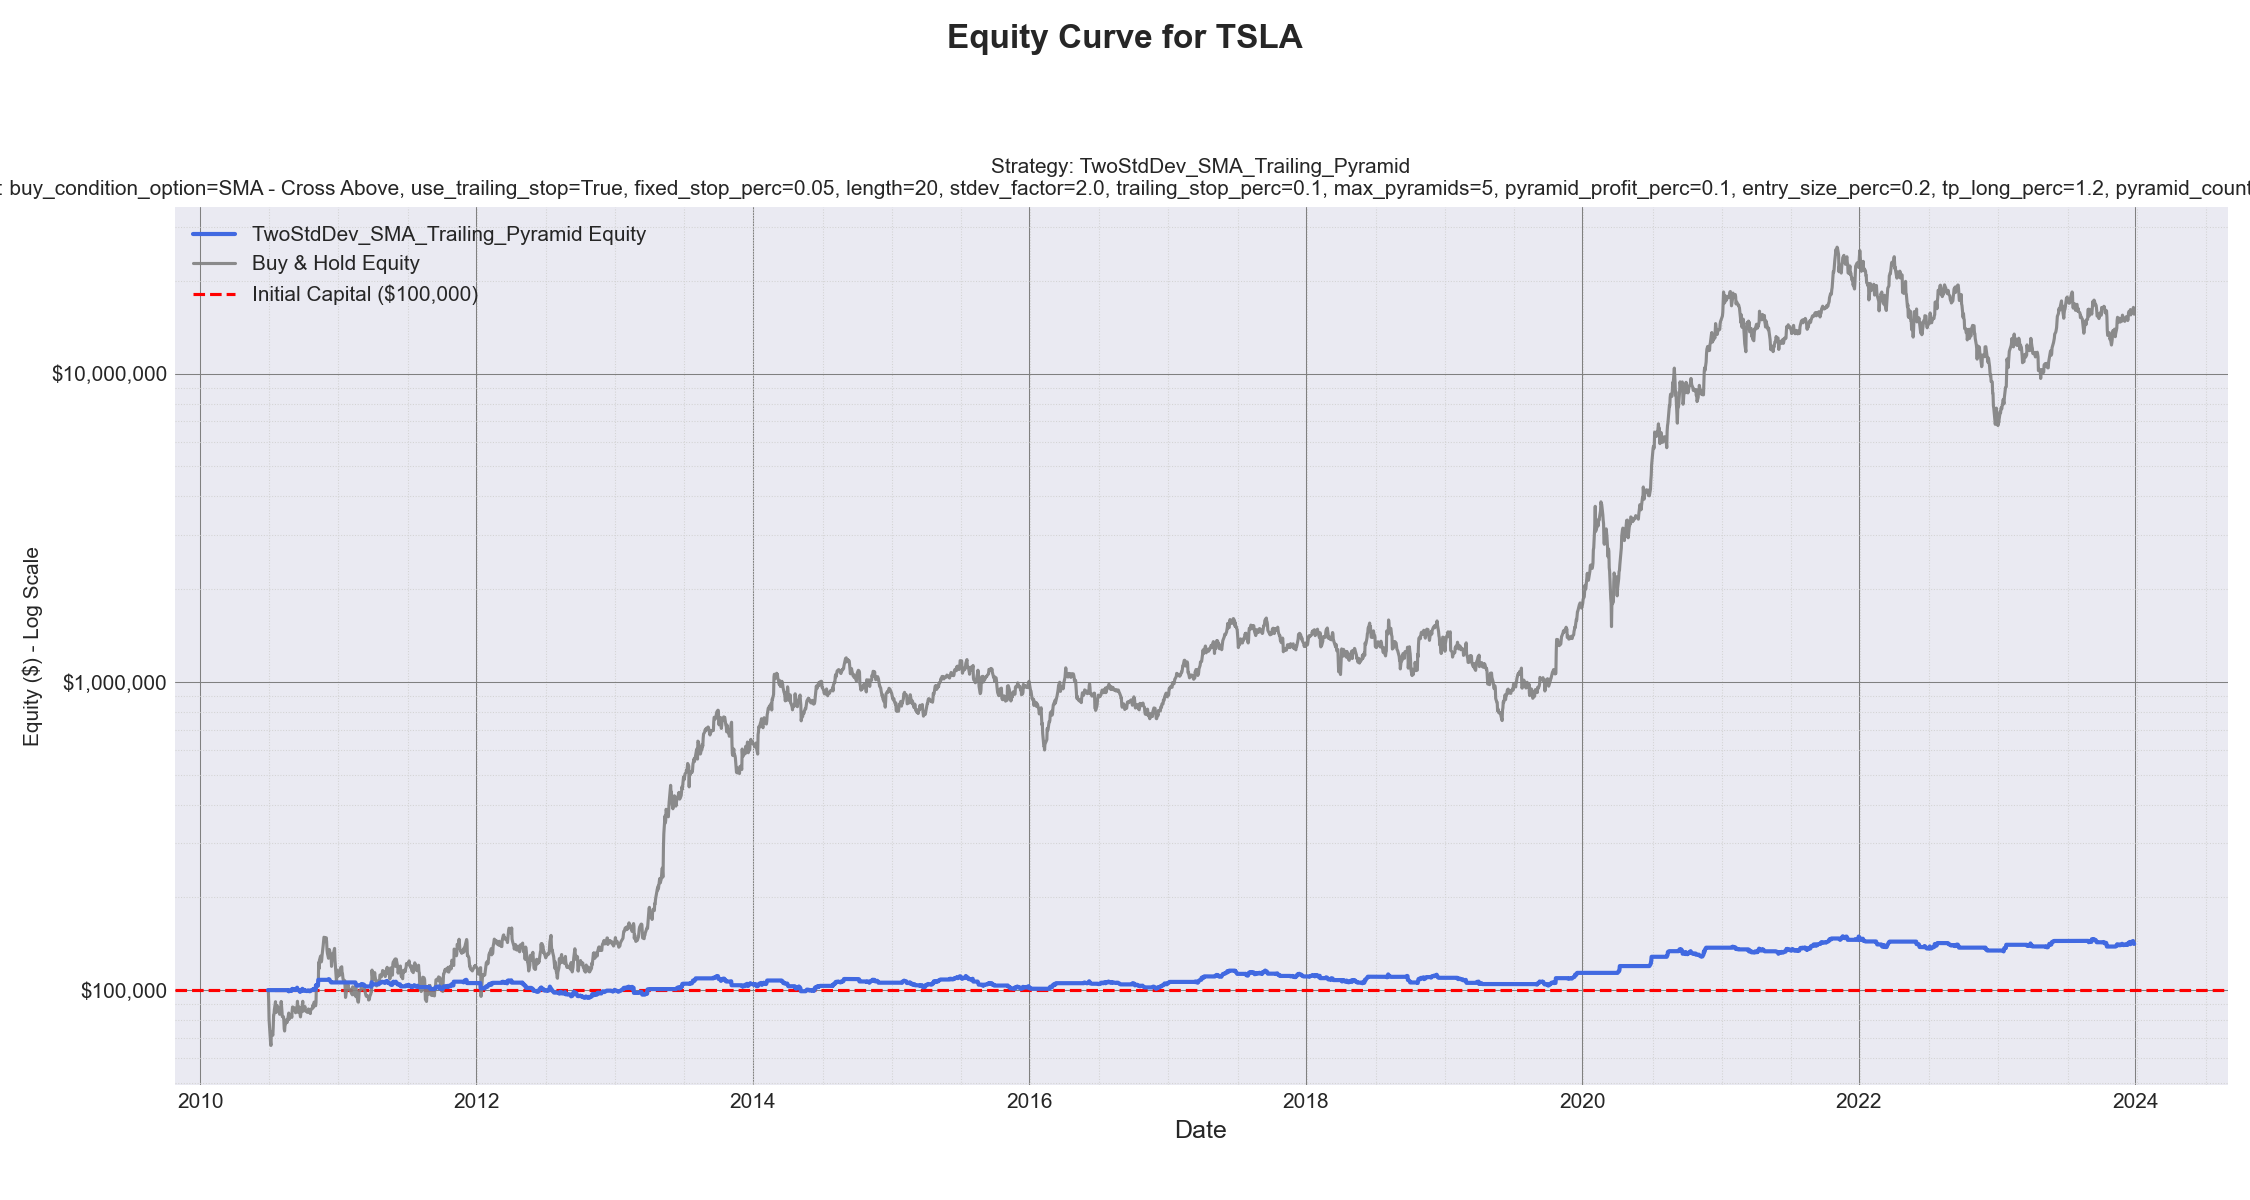 Equity Curve for TSLA
Strategy: TwoStdDev_SMA_Trailing_Pyramid
: buy_condition_option=SMA - Cross Above, use_trailing_stop=True, fixed_stop_perc=0.05, length=20, stdev_factor=2.0, trailing_stop_perc=0.1, max_pyramids=5, pyramid_profit_perc=0.1, entry_size_perc=0.2, tp_long_perc=1.2, pyramid_count
TwoStdDev_SMA_Trailing_Pyramid Equity
Buy & Hold Equity
Initial Capital ($100,000)
$10,000,000
$1,000,000
$100,000
Equity ($) - Log Scale
2010 2012 2014 2016 2018 2020 2022 2024
Date